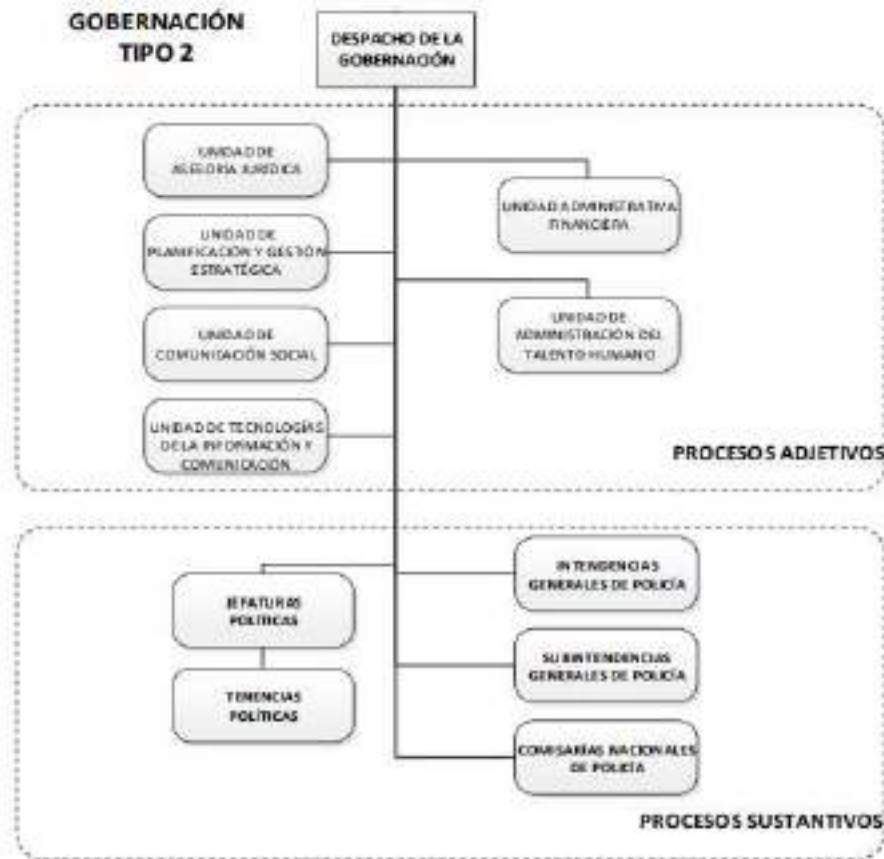 GOBERNACIÓN
TIPO 2
DESPACHO DE LA
GOBERNACIÓN
UNIDAD DE
ASESORÍA JURÍDICA
UNIDAD ADMINISTRATIVA
FINANCIERA
UNIDAD DE
PLANIFICACIÓN Y GESTIÓN
ESTRATÉGICA
UNIDAD DE
ADMINISTRACIÓN DEL
TALENTO HUMANO
UNIDAD DE
COMUNICACIÓN SOCIAL
UNIDAD DE TECNOLOGÍAS
DE LA INFORMACIÓN Y
COMUNICACIÓN
PROCESOS ADJETIVOS
JEFATURAS
POLÍTICAS
TENENCIAS
POLÍTICAS
INTENDENCIAS
GENERALES DE POLICÍA
SUBINTENDENCIAS
GENERALES DE POLICÍA
COMISARÍAS NACIONALES
DE POLICÍA
PROCESOS SUSTANTIVOS